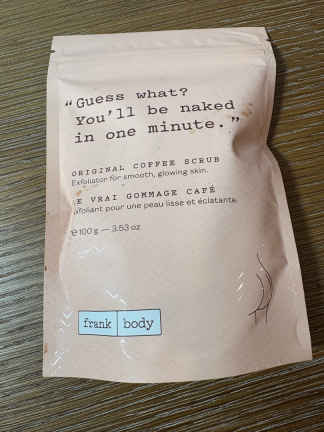 “Guess what?
You’ll be naked
in one minute.”
ORIGINAL COFFEE SCRUB
Exfoliator for smooth, glowing skin.
LE VRAI GOMMAGE CAFÉ
Exfoliant pour une peau lisse et éclatante.
℮ 100 g — 3.53 oz
frank body